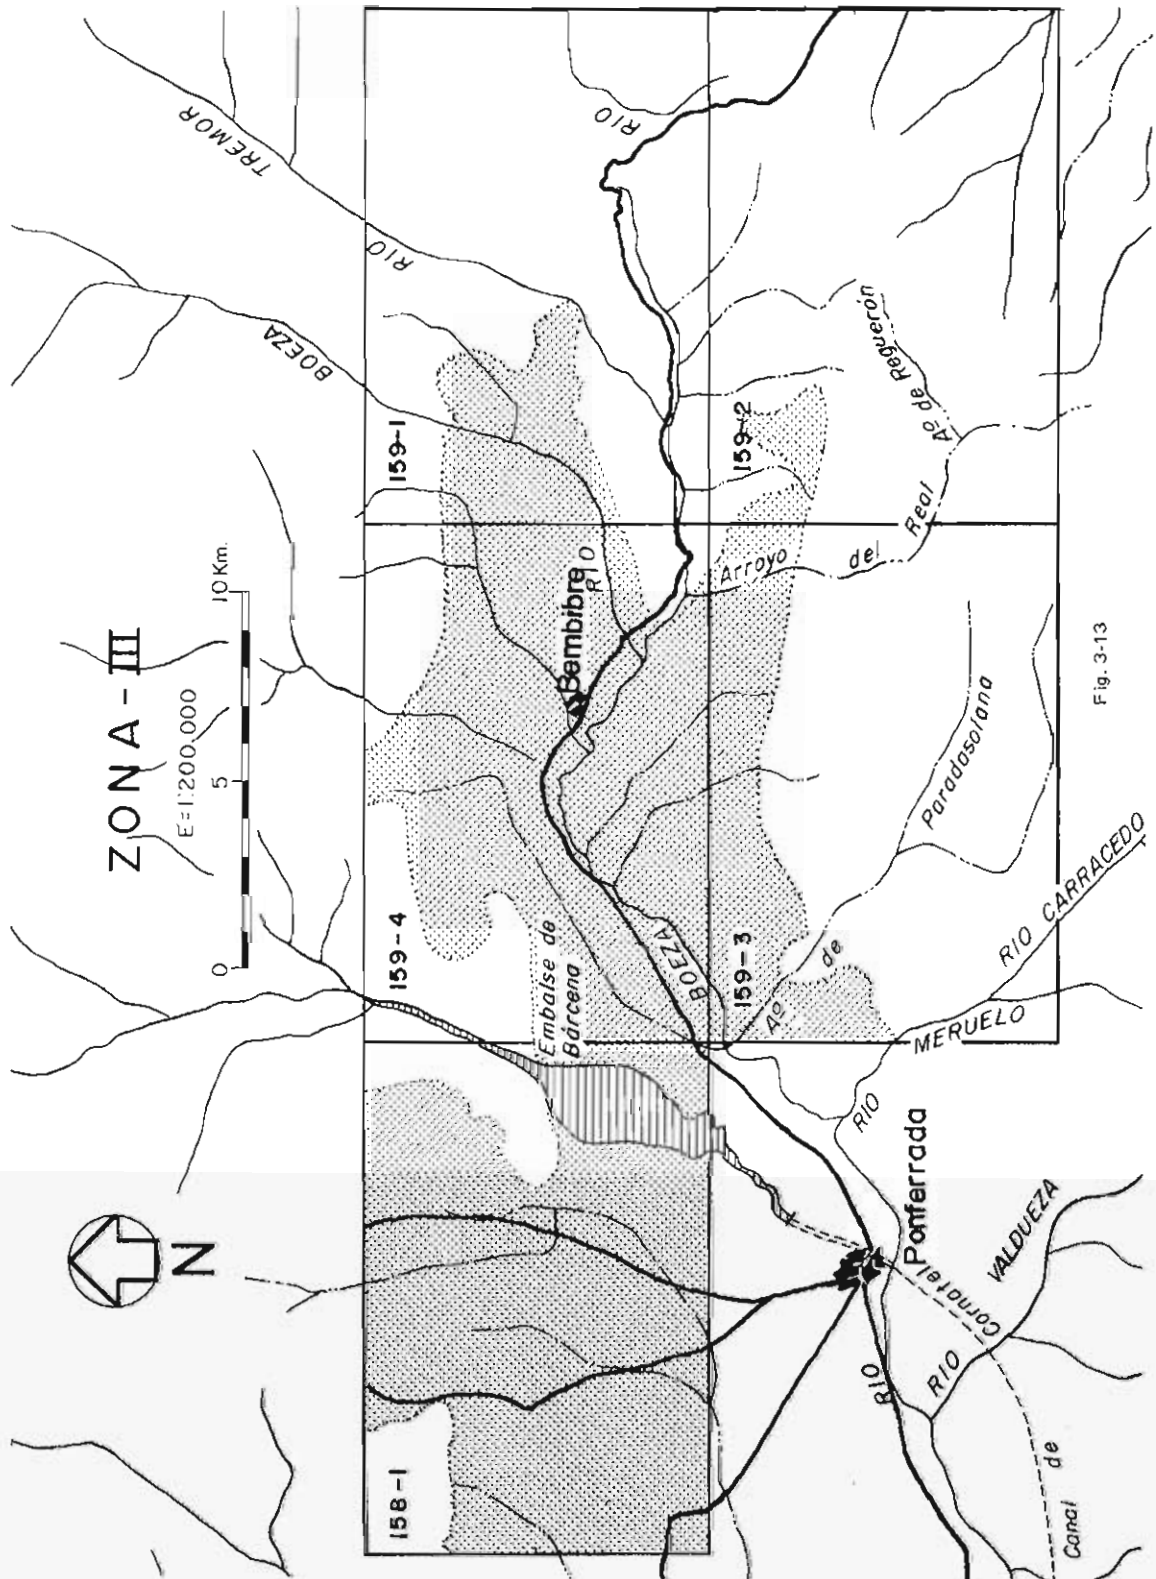 ZONA-III
E=1:200.000
0 5 10 Km.
N
158-1
159-4
159-1
159-2
159-3
RIO TREMOR
BOEZA
RIO
RIO
Bembibre
Embalse de
Bárcena
BOEZA
Arroyo del Real
Aº de Reguerón
Aº de Paradasolana
RIO CARRACEDO
RIO MERUELO
Ponferrada
RIO VALDUEZA
RIO
Canal de Cornatel
Fig. 3-13